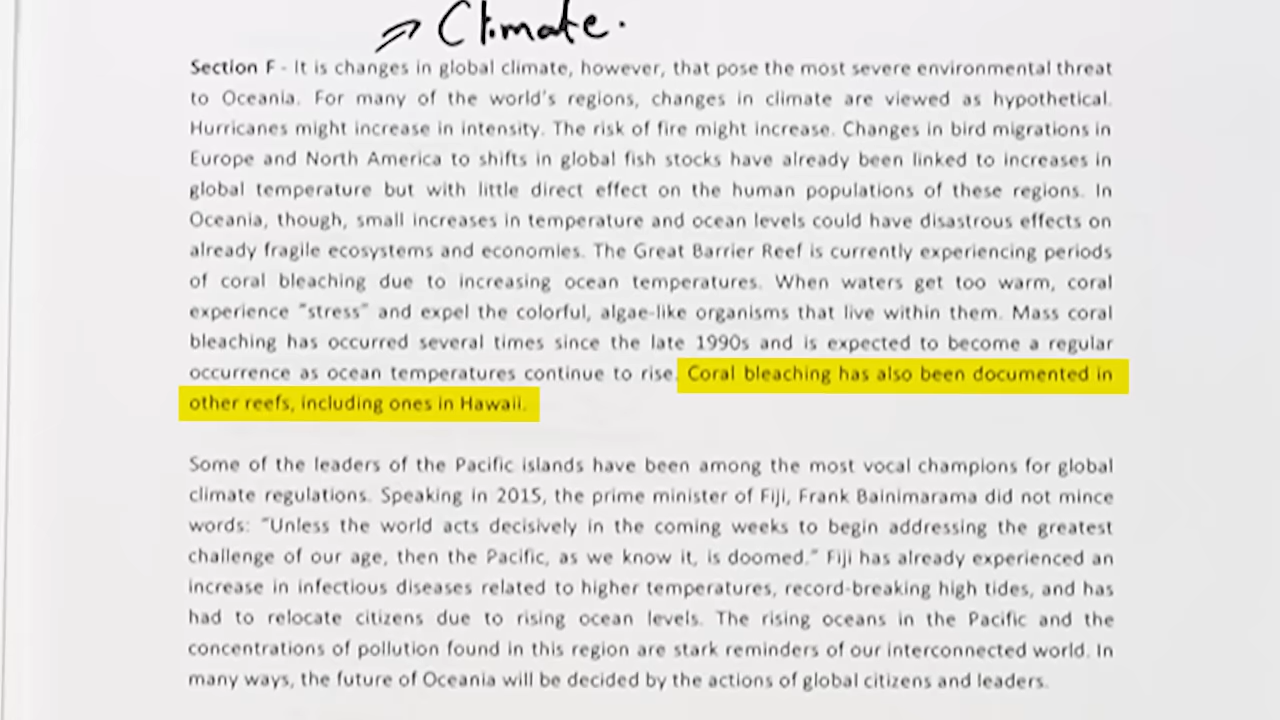 ⇒ Climate.
Section F - It is changes in global climate, however, that pose the most severe environmental threat
to Oceania. For many of the world's regions, changes in climate are viewed as hypothetical.
Hurricanes might increase in intensity. The risk of fire might increase. Changes in bird migrations in
Europe and North America to shifts in global fish stocks have already been linked to increases in
global temperature but with little direct effect on the human populations of these regions. In
Oceania, though, small increases in temperature and ocean levels could have disastrous effects on
already fragile ecosystems and economies. The Great Barrier Reef is currently experiencing periods
of coral bleaching due to increasing ocean temperatures. When waters get too warm, coral
experience "stress" and expel the colorful, algae-like organisms that live within them. Mass coral
bleaching has occurred several times since the late 1990s and is expected to become a regular
occurrence as ocean temperatures continue to rise. Coral bleaching has also been documented in
other reefs, including ones in Hawaii.
Some of the leaders of the Pacific islands have been among the most vocal champions for global
climate regulations. Speaking in 2015, the prime minister of Fiji, Frank Bainimarama did not mince
words: "Unless the world acts decisively in the coming weeks to begin addressing the greatest
challenge of our age, then the Pacific, as we know it, is doomed." Fiji has already experienced an
increase in infectious diseases related to higher temperatures, record-breaking high tides, and has
had to relocate citizens due to rising ocean levels. The rising oceans in the Pacific and the
concentrations of pollution found in this region are stark reminders of our interconnected world. In
many ways, the future of Oceania will be decided by the actions of global citizens and leaders.